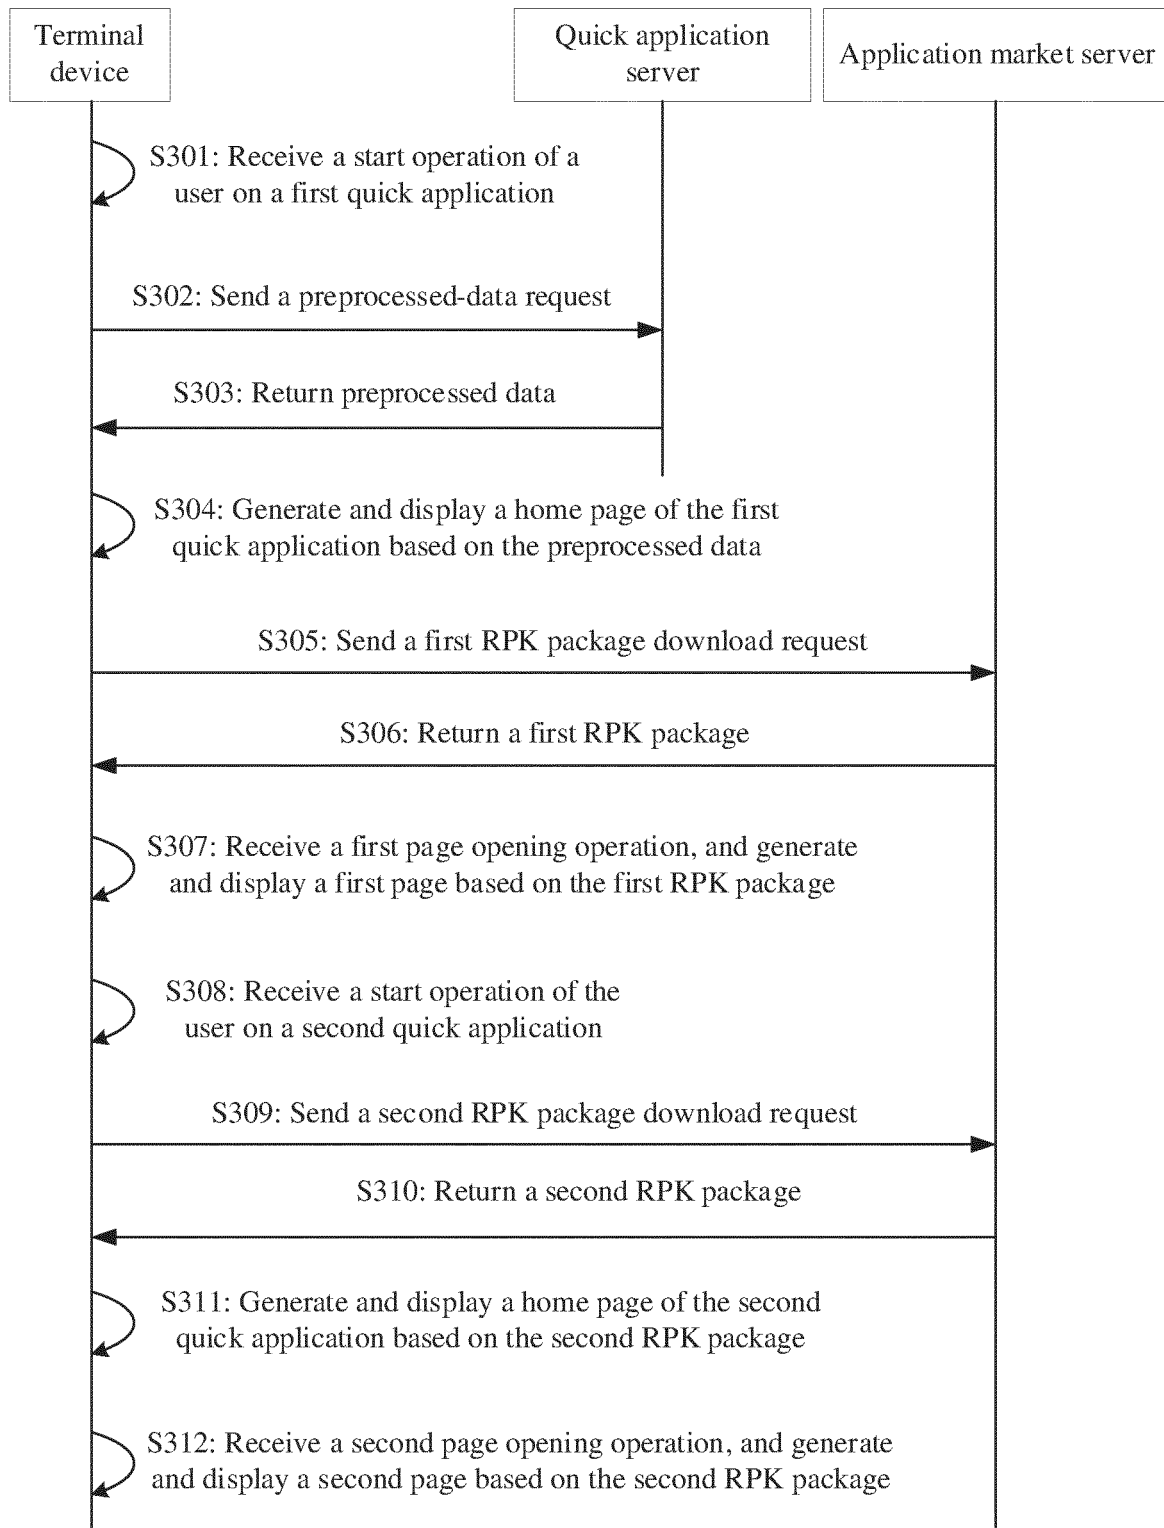 Terminal
device
Quick application
server
Application market server
S301: Receive a start operation of a
user on a first quick application
S302: Send a preprocessed-data request
S303: Return preprocessed data
S304: Generate and display a home page of the first
quick application based on the preprocessed data
S305: Send a first RPK package download request
S306: Return a first RPK package
S307: Receive a first page opening operation, and generate
and display a first page based on the first RPK package
S308: Receive a start operation of the
user on a second quick application
S309: Send a second RPK package download request
S310: Return a second RPK package
S311: Generate and display a home page of the second
quick application based on the second RPK package
S312: Receive a second page opening operation, and generate
and display a second page based on the second RPK package